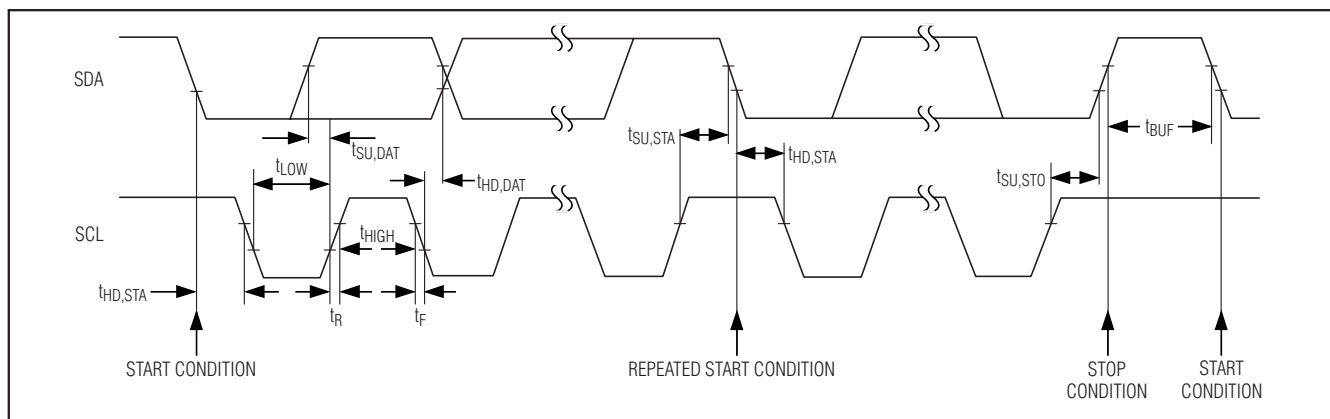 SDA
tSU,DAT
tLOW
tHD,DAT
tSU,STA
tHD,STA
tBUF
tSU,STO
SCL
tHIGH
tHD,STA
tR
tF
START CONDITION
REPEATED START CONDITION
STOP
CONDITION
START
CONDITION